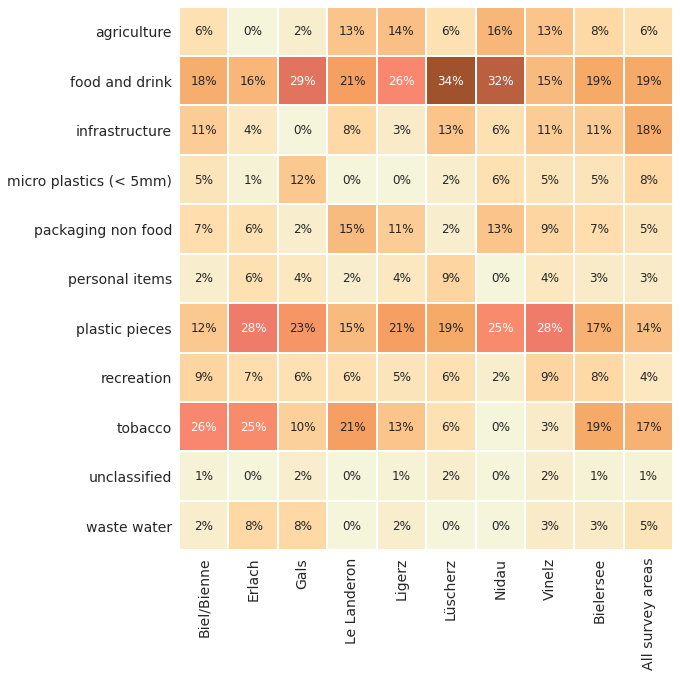 agriculture 6% 0% 2% 13% 14% 6% 16% 13% 8% 6%
food and drink 18% 16% 29% 21% 26% 34% 32% 15% 19% 19%
infrastructure 11% 4% 0% 8% 3% 13% 6% 11% 11% 18%
micro plastics (< 5mm) 5% 1% 12% 0% 0% 2% 6% 5% 5% 8%
packaging non food 7% 6% 2% 15% 11% 2% 13% 9% 7% 5%
personal items 2% 6% 4% 2% 4% 9% 0% 4% 3% 3%
plastic pieces 12% 28% 23% 15% 21% 19% 25% 28% 17% 14%
recreation 9% 7% 6% 6% 5% 6% 2% 9% 8% 4%
tobacco 26% 25% 10% 21% 13% 6% 0% 3% 19% 17%
unclassified 1% 0% 2% 0% 1% 2% 0% 2% 1% 1%
waste water 2% 8% 8% 0% 2% 0% 0% 3% 3% 5%
Biel/Bienne
Erlach
Gals
Le Landeron
Ligerz
Lüscherz
Nidau
Vinelz
Bielersee
All survey areas